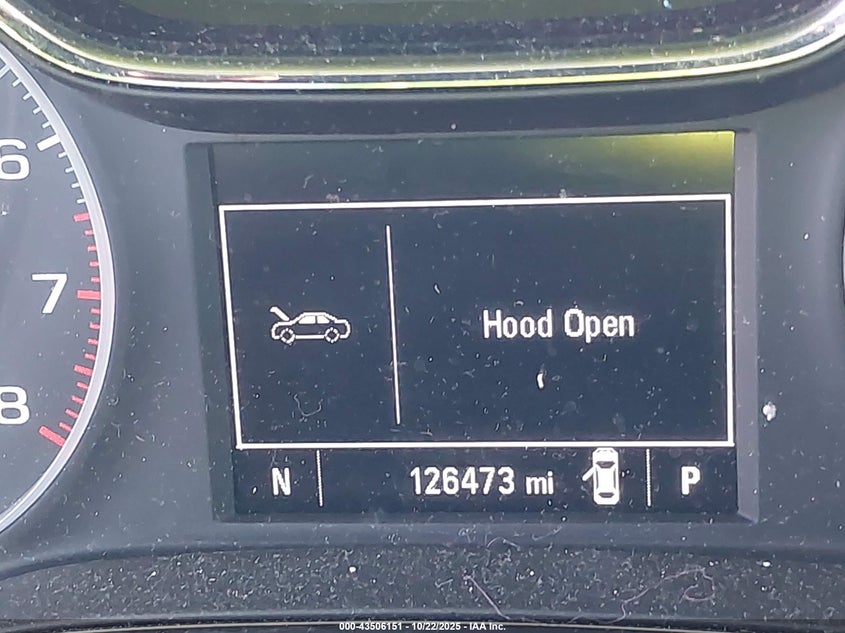 6
7
8
Hood Open
N 126473 mi P
000-43506151 - 10/22/2025 - IAA Inc.